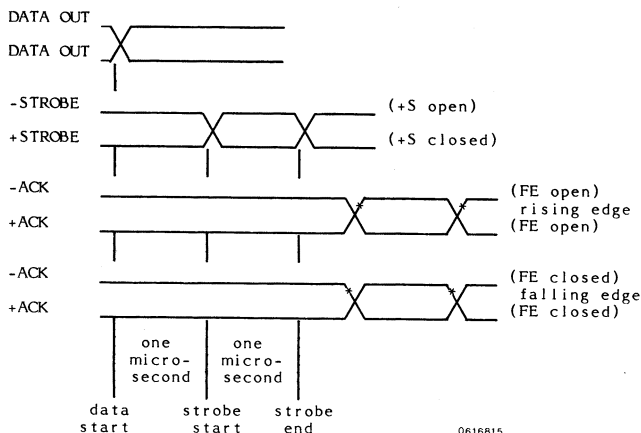 DATA OUT
DATA OUT
-STROBE (+S open)
+STROBE (+S closed)
-ACK (FE open)
rising edge
+ACK (FE open)
-ACK (FE closed)
falling edge
+ACK (FE closed)
one one
micro- micro-
second second
data strobe strobe
start start end
0616815